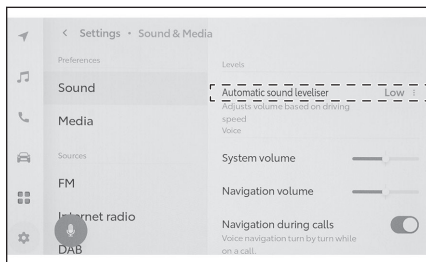 < Settings • Sound & Media
Preferences
Sound
Media
Sources
FM
Internet radio
DAB
Levels
Automatic sound leveliser Low
Adjusts volume based on driving
speed
Voice
System volume
Navigation volume
Navigation during calls
Voice navigation turn by turn while
on a call.